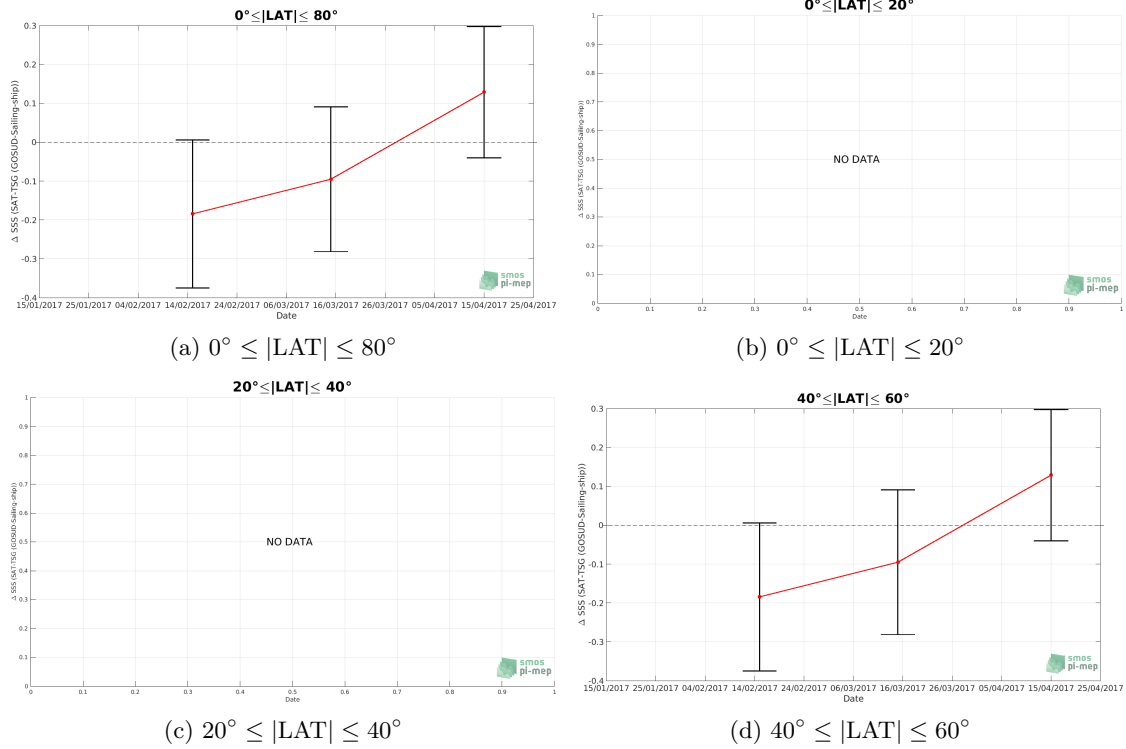 0°≤|LAT|≤ 80°
0.3
0.2
0.1
0
-0.1
-0.2
-0.3
-0.4
Δ SSS (SAT-TSG (GOSUD-Sailing-ship))
15/01/2017 25/01/2017 04/02/2017 14/02/2017 24/02/2017 06/03/2017 16/03/2017 26/03/2017 05/04/2017 15/04/2017 25/04/2017
Date
smos
pi-mep
(a) 0° ≤ |LAT| ≤ 80°
0°≤|LAT|≤ 20°
1
0.9
0.8
0.7
0.6
0.5
0.4
0.3
0.2
0.1
0
Δ SSS (SAT-TSG (GOSUD-Sailing-ship))
NO DATA
0 0.1 0.2 0.3 0.4 0.5 0.6 0.7 0.8 0.9 1
Date
smos
pi-mep
(b) 0° ≤ |LAT| ≤ 20°
20°≤|LAT|≤ 40°
1
0.9
0.8
0.7
0.6
0.5
0.4
0.3
0.2
0.1
0
Δ SSS (SAT-TSG (GOSUD-Sailing-ship))
NO DATA
0 0.1 0.2 0.3 0.4 0.5 0.6 0.7 0.8 0.9 1
Date
smos
pi-mep
(c) 20° ≤ |LAT| ≤ 40°
40°≤|LAT|≤ 60°
0.3
0.2
0.1
0
-0.1
-0.2
-0.3
-0.4
Δ SSS (SAT-TSG (GOSUD-Sailing-ship))
15/01/2017 25/01/2017 04/02/2017 14/02/2017 24/02/2017 06/03/2017 16/03/2017 26/03/2017 05/04/2017 15/04/2017 25/04/2017
Date
smos
pi-mep
(d) 40° ≤ |LAT| ≤ 60°